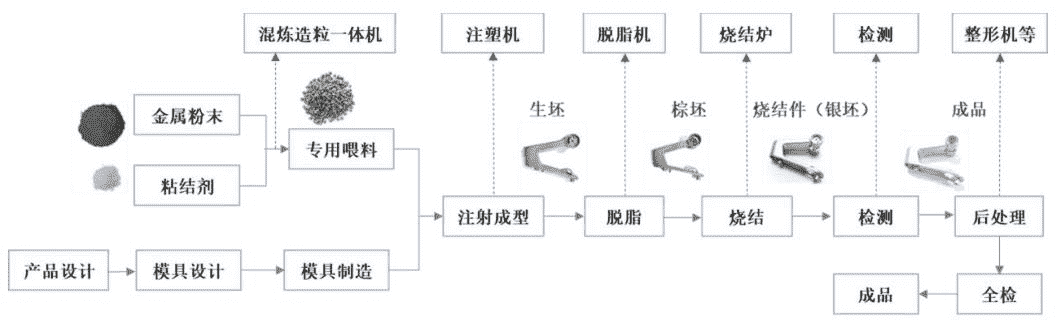 混炼造粒一体机
注塑机
脱脂机
烧结炉
检测
整形机等
生坯
棕坯
烧结件（银坯）
成品
金属粉末
专用喂料
粘结剂
注射成型
脱脂
烧结
检测
后处理
产品设计
模具设计
模具制造
成品
全检